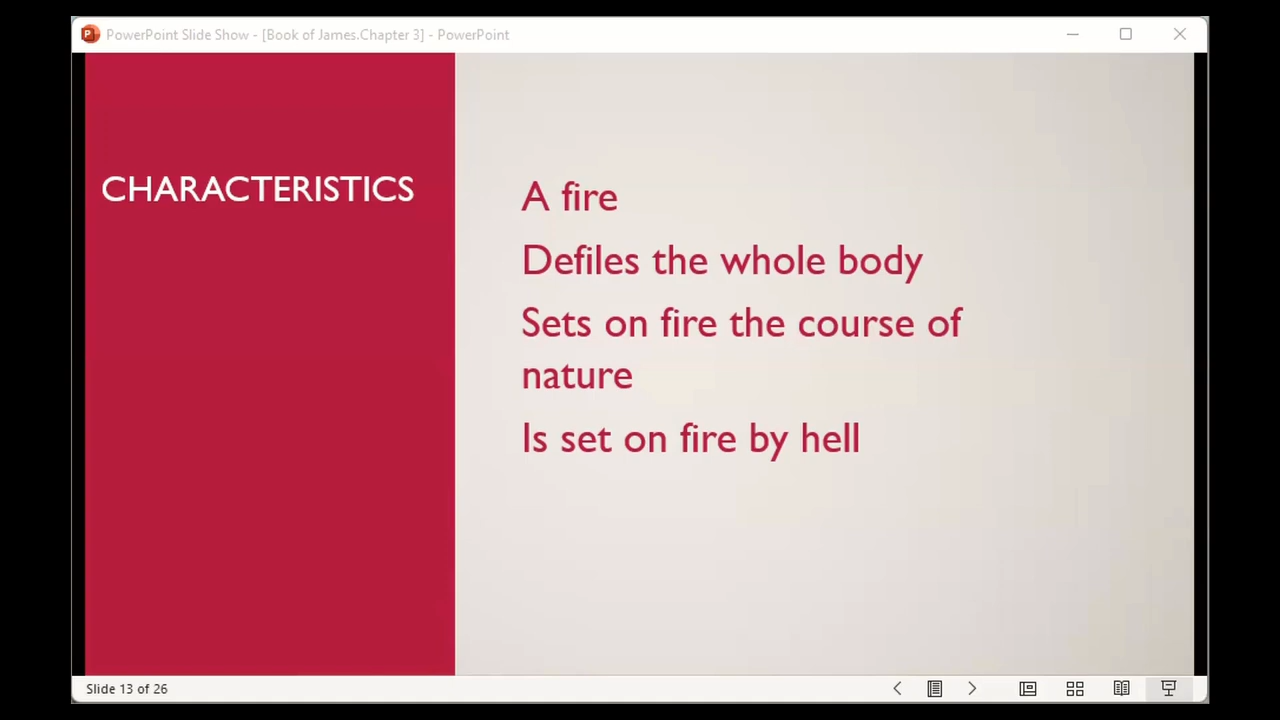 PowerPoint Slide Show - [Book of James.Chapter 3] - PowerPoint
CHARACTERISTICS
A fire
Defiles the whole body
Sets on fire the course of
nature
Is set on fire by hell
Slide 13 of 26